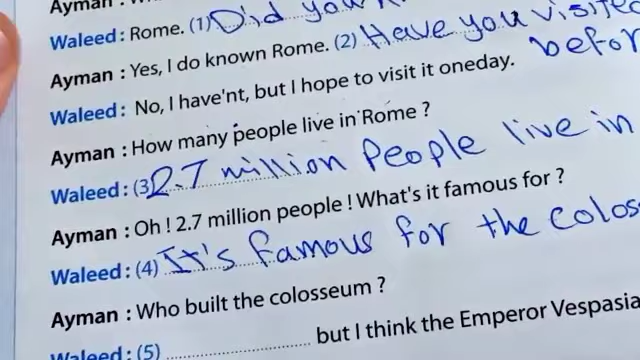 Ayman :
Waleed: Rome. (1) Did you
Ayman : Yes, I do known Rome. (2) Have you visited
Waleed: No, I have'nt, but I hope to visit it oneday. before
Ayman : How many people live in Rome ?
Waleed: (3) 2.7 million People live in
Ayman : Oh ! 2.7 million people ! What's it famous for ?
Waleed: (4) It's famous for the colos
Ayman : Who built the colosseum ?
Waleed: (5) .............................. but I think the Emperor Vespasia